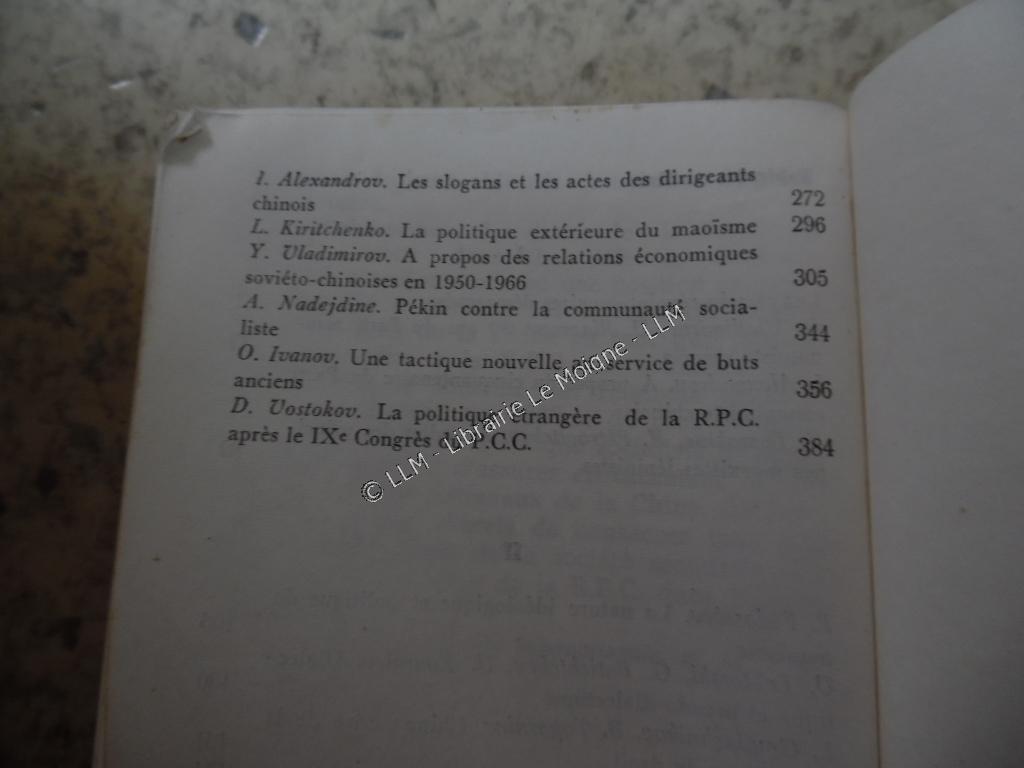 I. Alexandrov. Les slogans et les actes des dirigeants
chinois 272
L. Kiritchenko. La politique extérieure du maoïsme 296
Y. Vladimirov. A propos des relations économiques
soviéto-chinoises en 1950-1966 305
A. Nadejdine. Pékin contre la communauté socia-
liste 344
O. Ivanov. Une tactique nouvelle au service de buts
anciens 356
D. Vostokov. La politique étrangère de la R.P.C.
après le IXe Congrès du P.C.C. 384
© LLM - Librairie Le Moigne - LLM